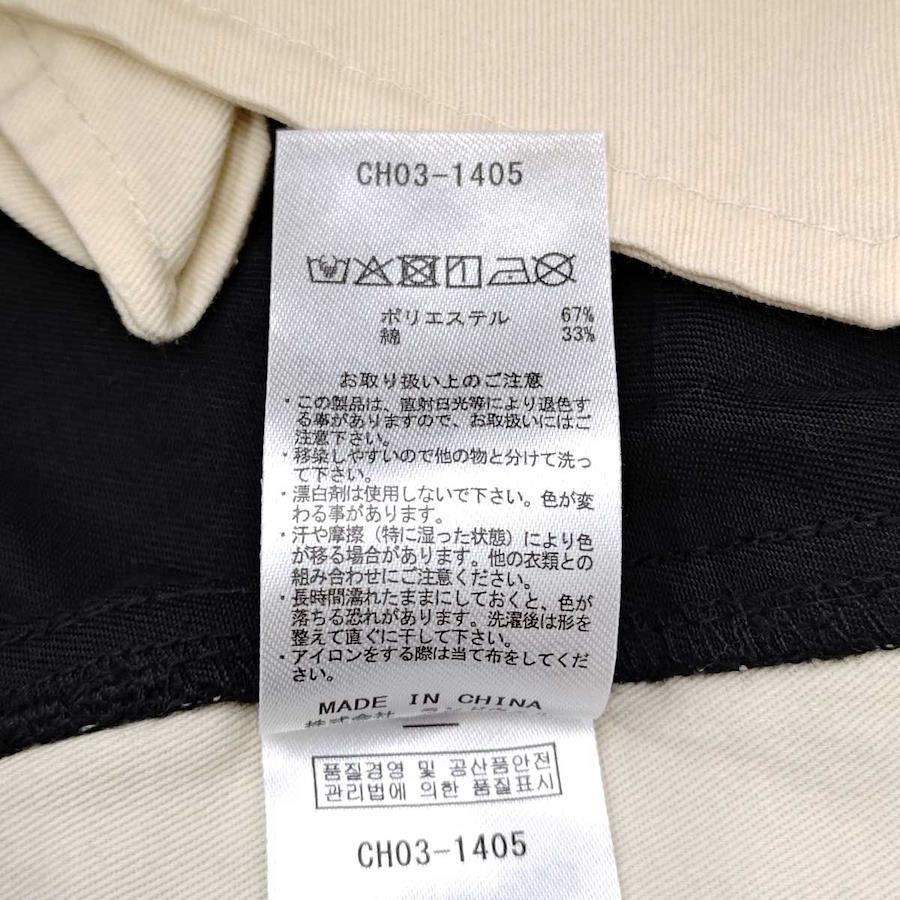 CH03-1405
ポリエステル 67%
綿 33%
お取り扱い上のご注意
・この製品は、直射日光等により退色す
る事がありますので、お取扱いにはご
注意下さい。
・移染しやすいので他の物と分けて洗っ
て下さい。
・漂白剤は使用しないで下さい。色が変
わる事があります。
・汗や摩擦（特に湿った状態）により色
が移る場合があります。他の衣類との
組み合わせにご注意ください。
・長時間濡れたままにしておくと、色が
落ちる恐れがあります。洗濯後は形を
整えて直ぐに干して下さい。
・アイロンをする際は当て布をしてくだ
さい。
MADE IN CHINA
株式会社
품질경영 및 공산품안전
관리법에 의한 품질표시
CH03-1405